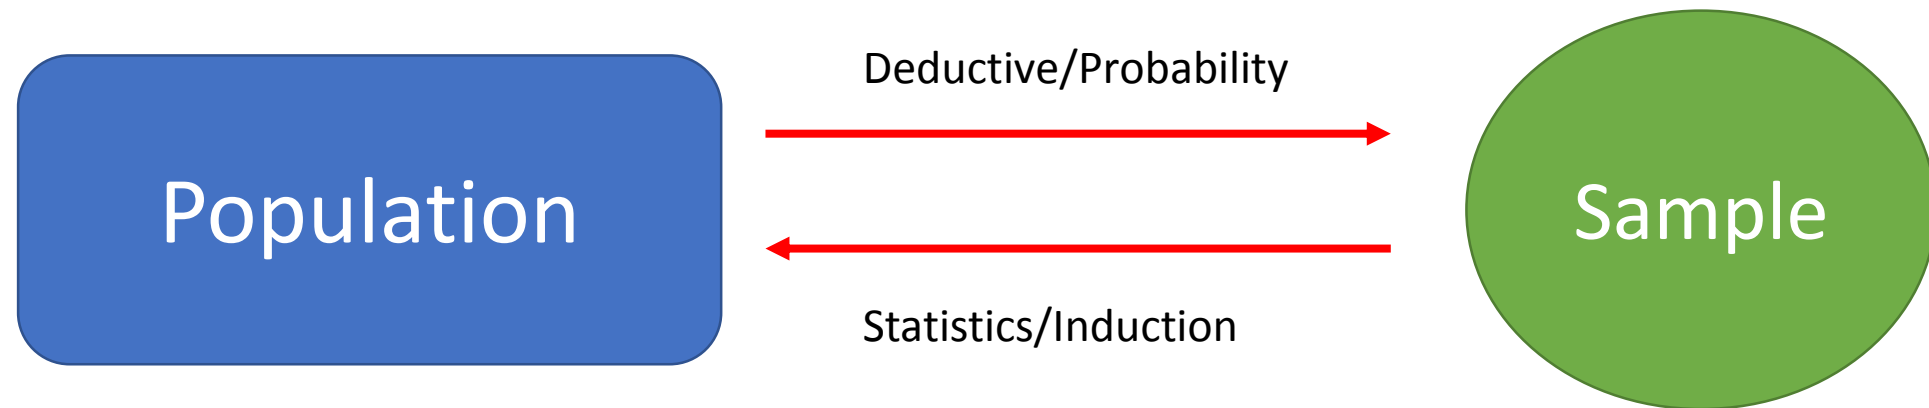 Deductive/Probability
Population
Sample
Statistics/Induction